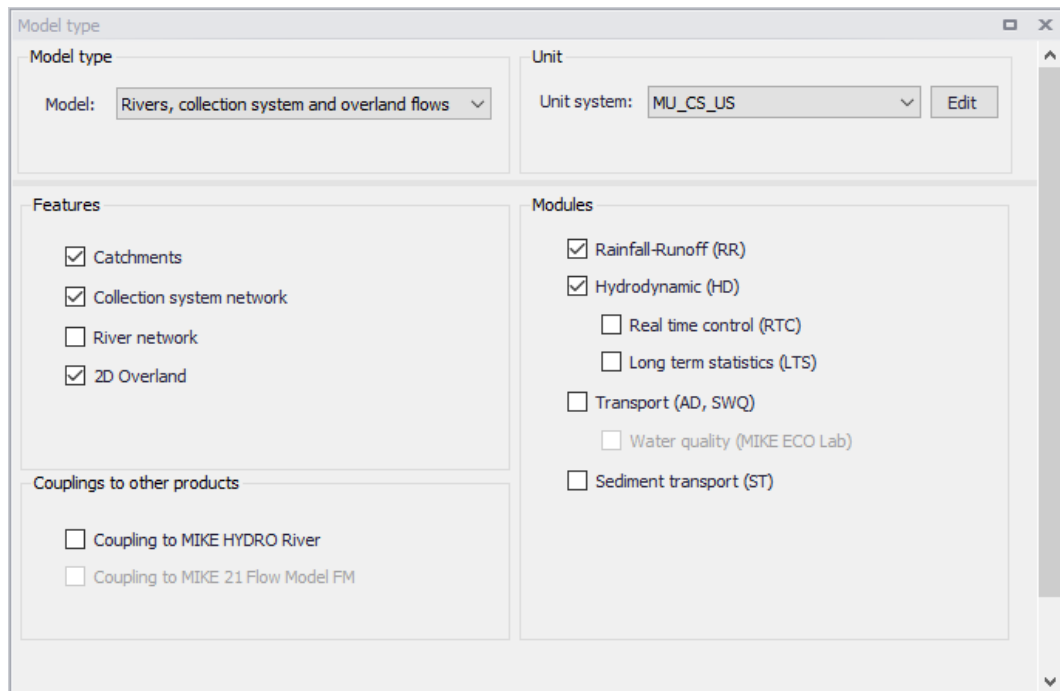 Model type
Model type
Model: Rivers, collection system and overland flows
Unit
Unit system: MU_CS_US Edit
Features
Catchments
Collection system network
River network
2D Overland
Modules
Rainfall-Runoff (RR)
Hydrodynamic (HD)
Real time control (RTC)
Long term statistics (LTS)
Transport (AD, SWQ)
Water quality (MIKE ECO Lab)
Sediment transport (ST)
Couplings to other products
Coupling to MIKE HYDRO River
Coupling to MIKE 21 Flow Model FM